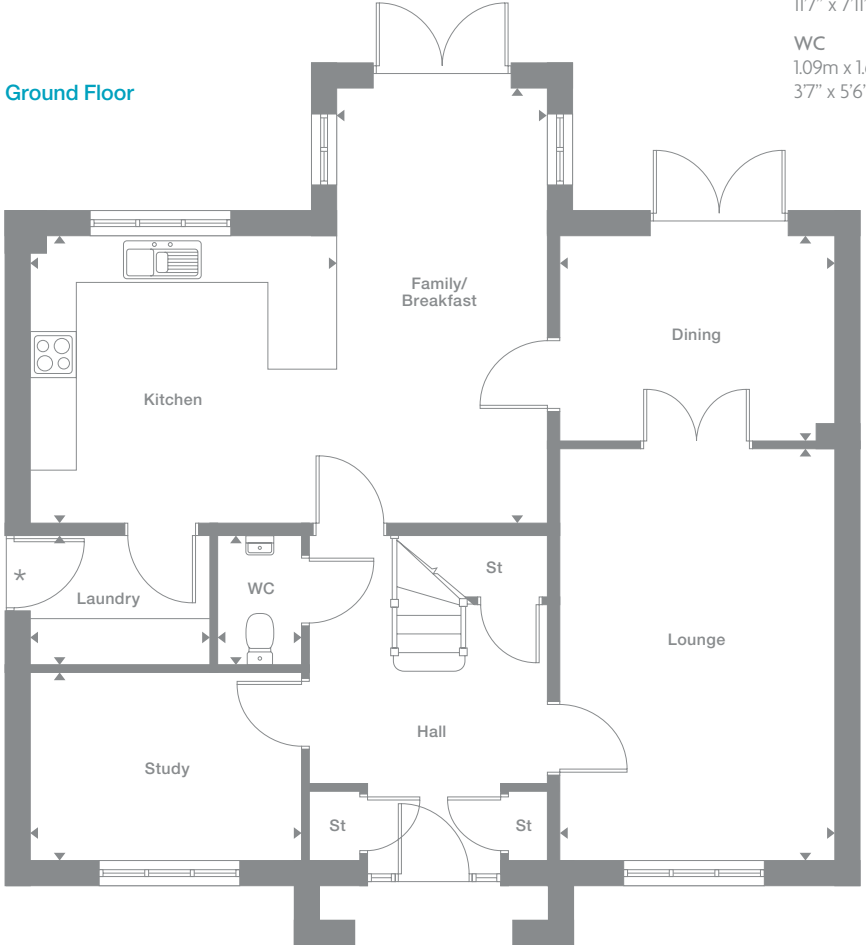 11'7" x 7'11"
WC
1.09m x 1.
3'7" x 5'6"
Ground Floor
Family/
Breakfast
Dining
Kitchen
St
*
WC
Laundry
Lounge
Hall
Study
St
St